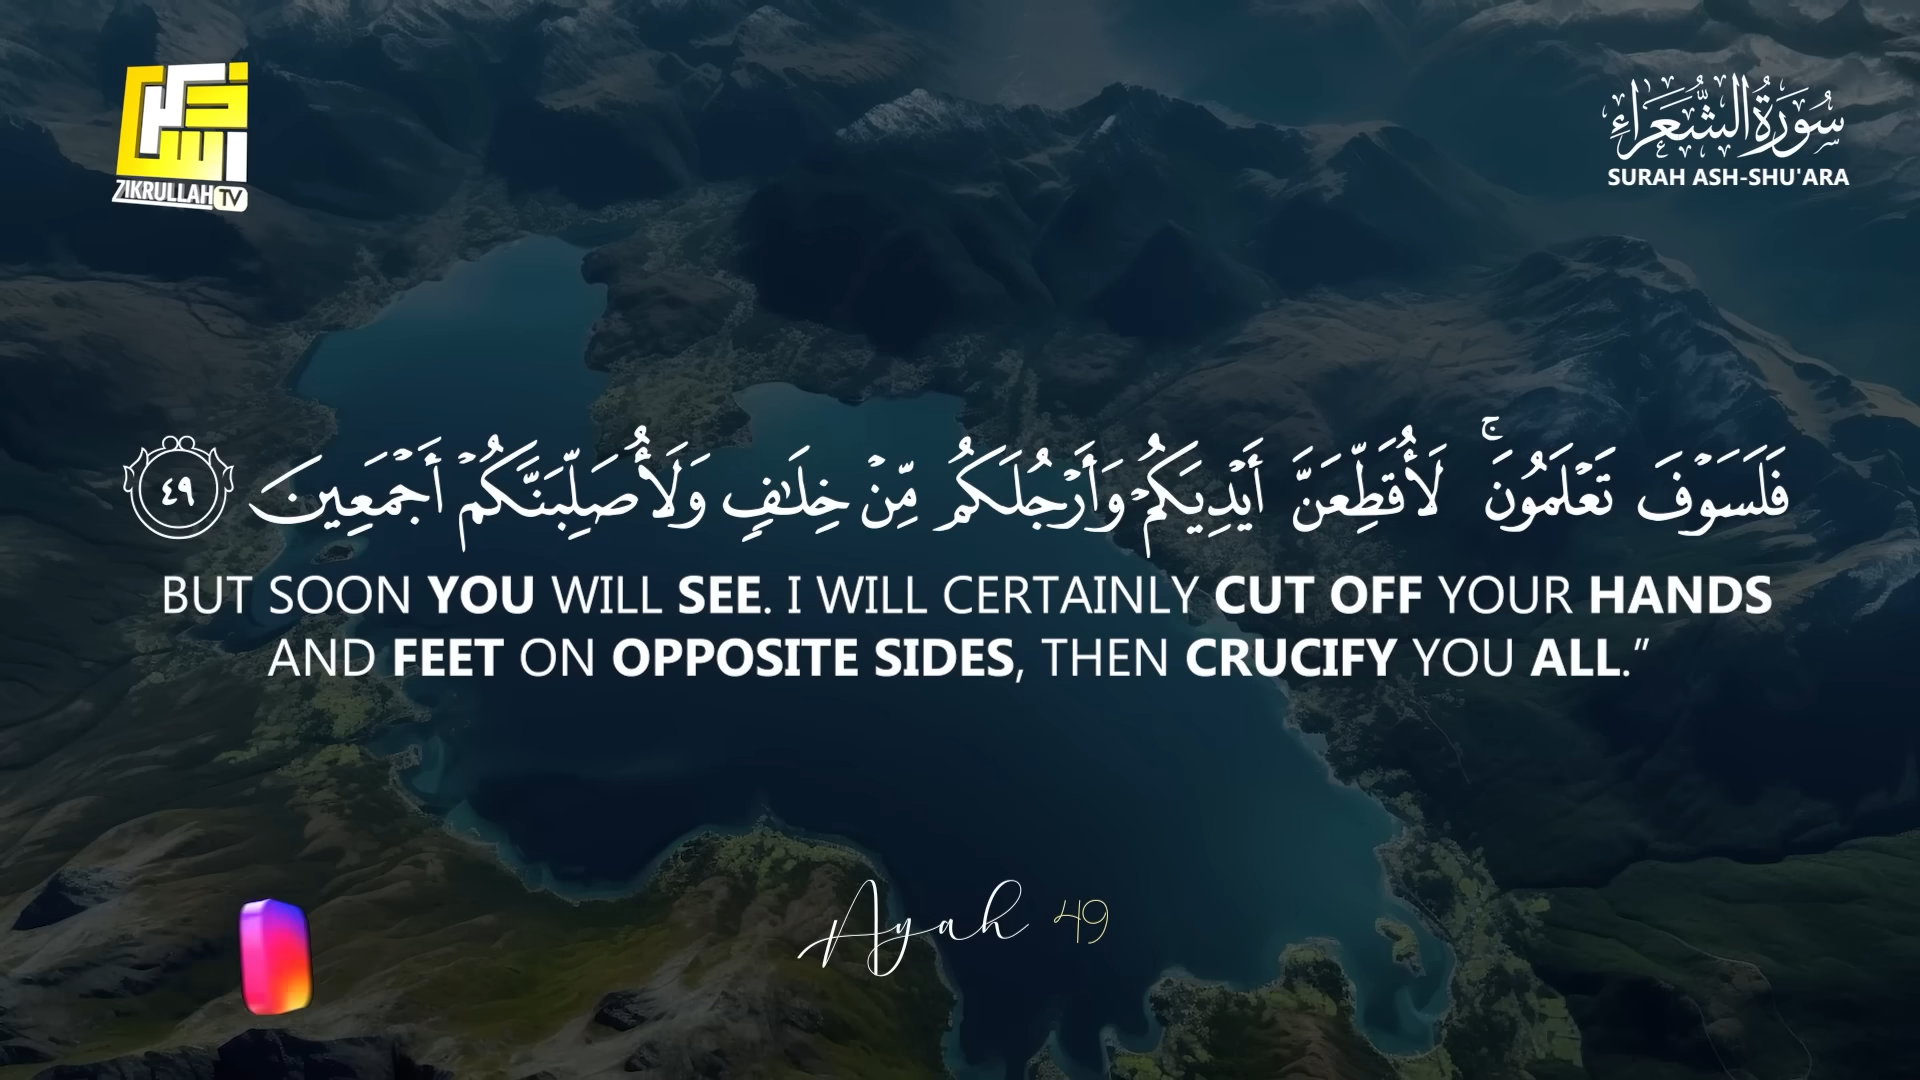 ZIKRULLAH TV
سُورَةُ الشُّعَرَاءِ
SURAH ASH-SHU'ARA
فَلَسَوْفَ تَعْلَمُونَ ۚ لَأُقَطِّعَنَّ أَيْدِيَكُمْ وَأَرْجُلَكُم مِّنْ خِلَـٰفٍ وَلَأُصَلِّبَنَّكُمْ أَجْمَعِينَ ٤٩
BUT SOON YOU WILL SEE. I WILL CERTAINLY CUT OFF YOUR HANDS
AND FEET ON OPPOSITE SIDES, THEN CRUCIFY YOU ALL.”
Ayah 49